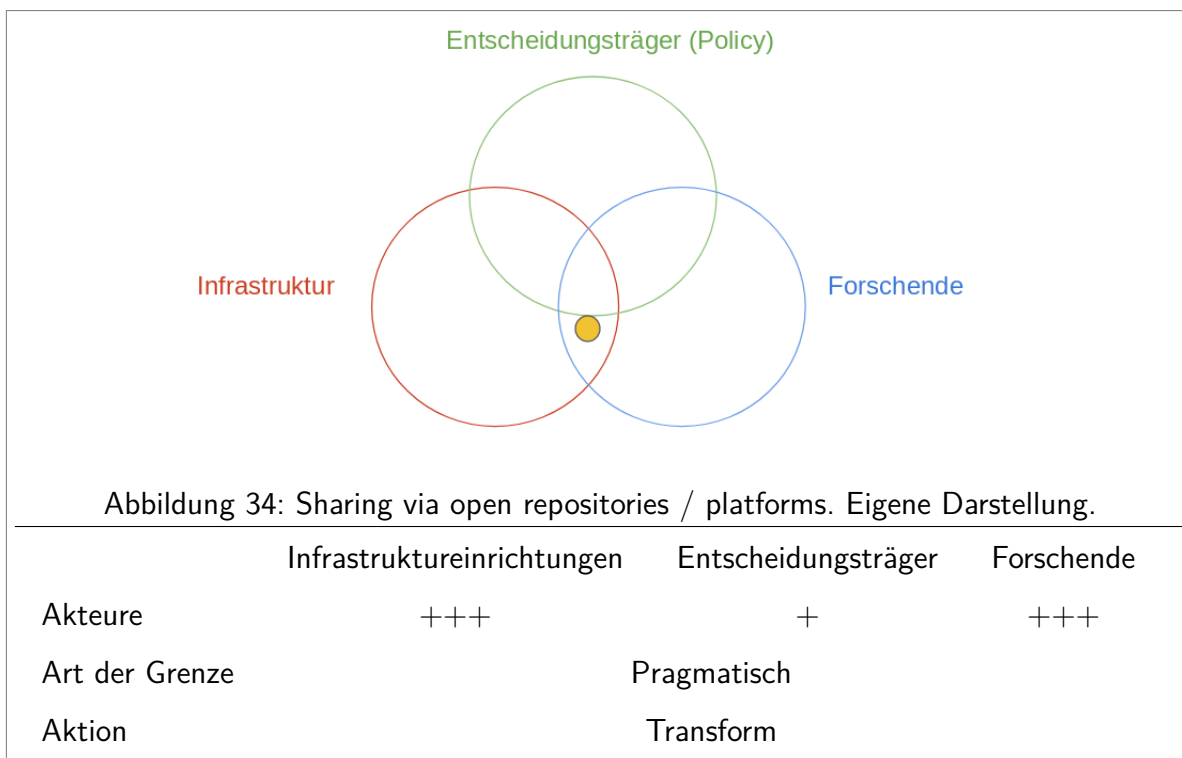 Entscheidungsträger (Policy)
Infrastruktur
Forschende
Abbildung 34: Sharing via open repositories / platforms. Eigene Darstellung.
Infrastruktureinrichtungen Entscheidungsträger Forschende
Akteure +++ + +++
Art der Grenze Pragmatisch
Aktion Transform